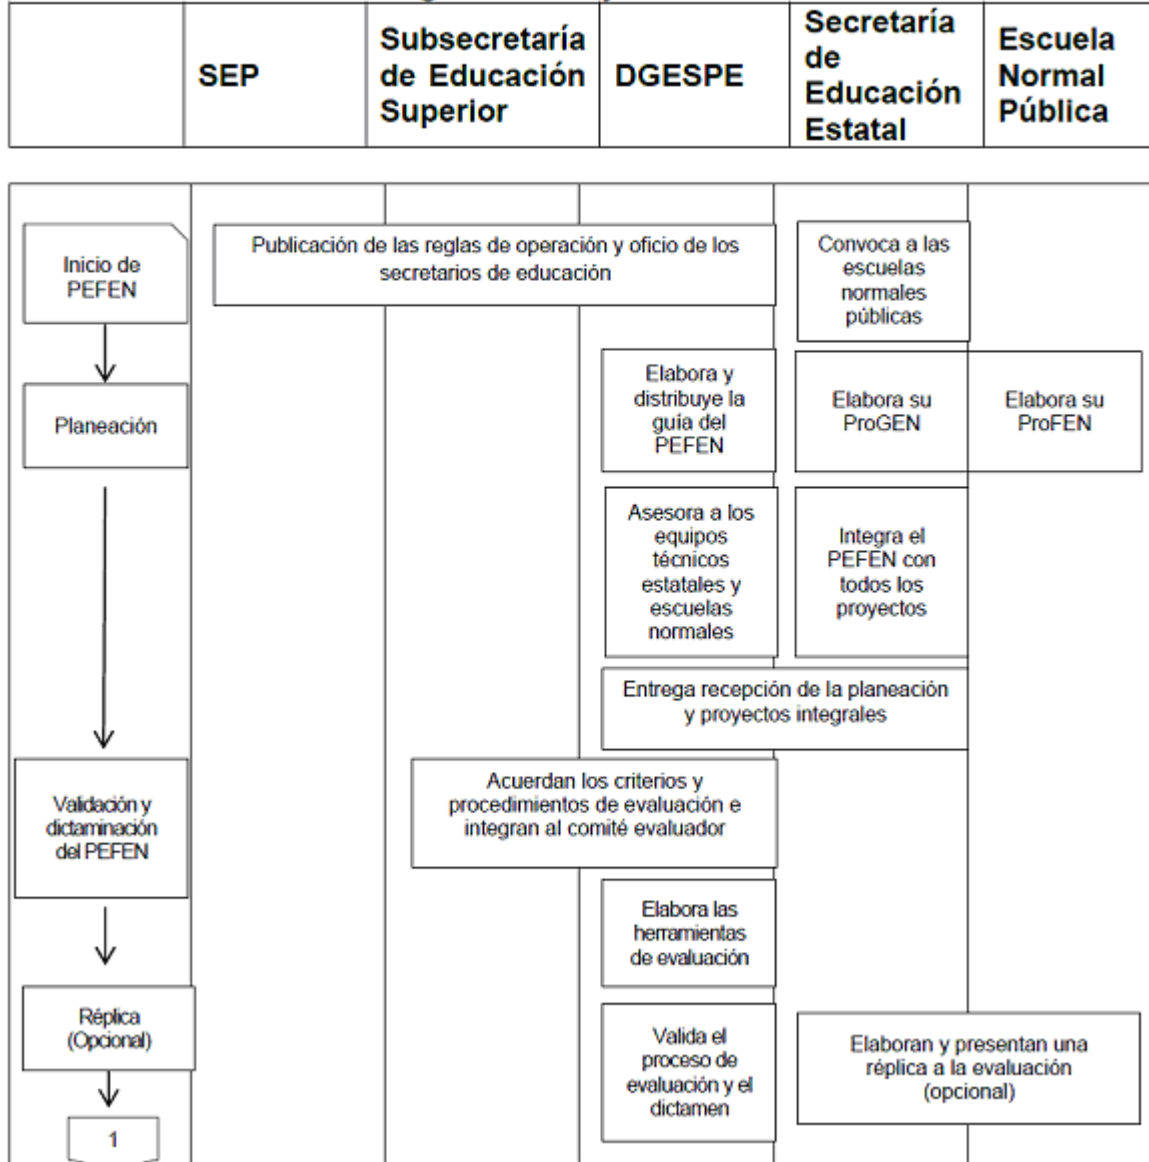 SEP
Subsecretaría
de Educación
Superior
DGESPE
Secretaría
de
Educación
Estatal
Escuela
Normal
Pública
Inicio de
PEFEN
Publicación de las reglas de operación y oficio de los
secretarios de educación
Convoca a las
escuelas
normales
públicas
Planeación
Elabora y
distribuye la
guía del
PEFEN
Elabora su
ProGEN
Elabora su
ProFEN
Asesora a los
equipos
técnicos
estatales y
escuelas
normales
Integra el
PEFEN con
todos los
proyectos
Entrega recepción de la planeación
y proyectos integrales
Validación y
dictaminación
del PEFEN
Acuerdan los criterios y
procedimientos de evaluación e
integran al comité evaluador
Elabora las
herramientas
de evaluación
Réplica
(Opcional)
Valida el
proceso de
evaluación y el
dictamen
Elaboran y presentan una
réplica a la evaluación
(opcional)
1